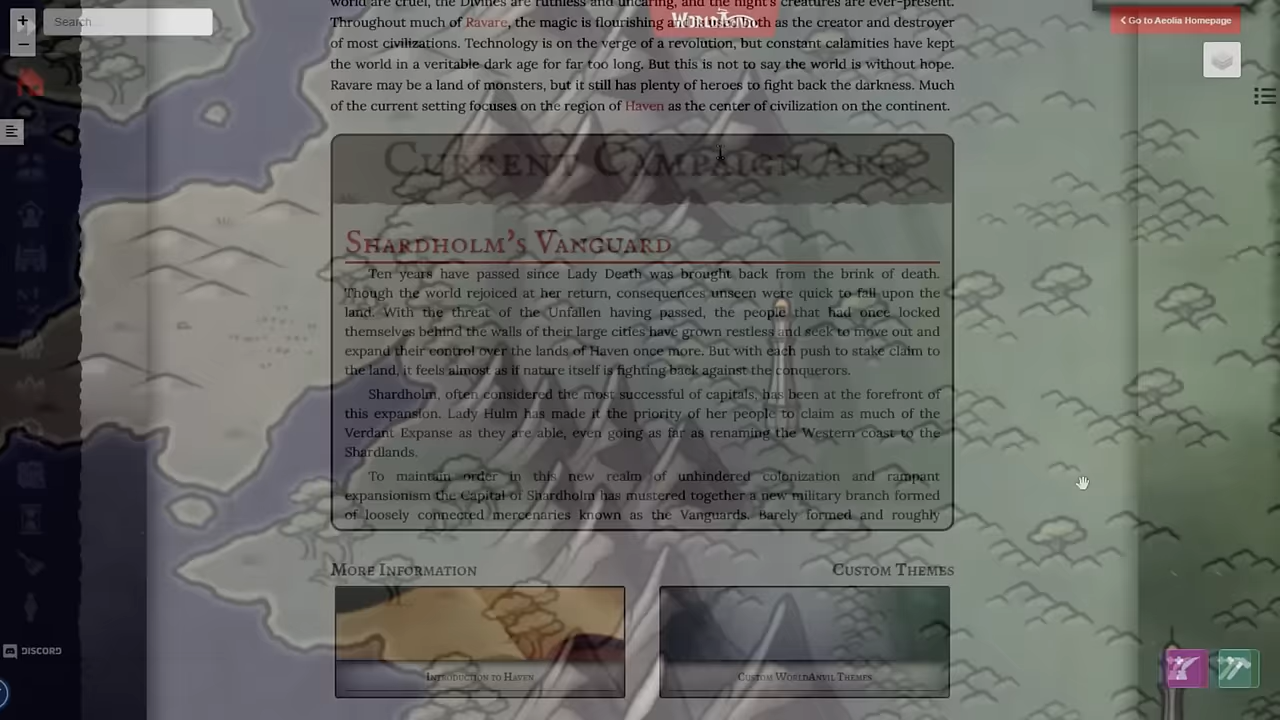 world are cruel, the Divines are ruthless and uncaring, and the night's creatures are ever-present.
Search...
WorldAnvil
Go to Aeolia Homepage
Throughout much of Ravare, the magic is flourishing and is used both as the creator and destroyer
of most civilizations. Technology is on the verge of a revolution, but constant calamities have kept
the world in a veritable dark age for far too long. But this is not to say the world is without hope.
Ravare may be a land of monsters, but it still has plenty of heroes to fight back the darkness. Much
of the current setting focuses on the region of Haven as the center of civilization on the continent.
Current Campaign Arc
Shardholm's Vanguard
Ten years have passed since Lady Death was brought back from the brink of death.
Though the world rejoiced at her return, consequences unseen were quick to fall upon the
land. With the threat of the Unfallen having passed, the people that had once locked
themselves behind the walls of their large cities have grown restless and seek to move out and
expand their control over the lands of Haven once more. But with each push to stake claim to
the land, it feels almost as if nature itself is fighting back against the conquerors.
Shardholm, often considered the most successful of capitals, has been at the forefront of
this expansion. Lady Hulm has made it the priority of her people to claim as much of the
Verdant Expanse as they are able, even going as far as renaming the Western coast to the
Shardlands.
To maintain order in this new realm of unhindered colonization and rampant
expansionism the Capital of Shardholm has mustered together a new military branch formed
of loosely connected mercenaries known as the Vanguards. Barely formed and roughly
More Information
Custom Themes
Introduction to Haven
Custom WorldAnvil Themes
DISCORD